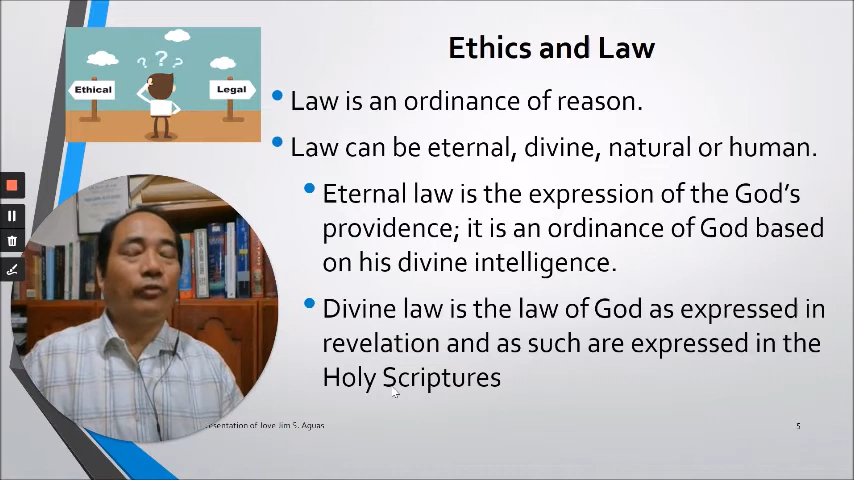 Ethics and Law
Ethical
? ? ?
Legal
Law is an ordinance of reason.
Law can be eternal, divine, natural or human.
Eternal law is the expression of the God's
providence; it is an ordinance of God based
on his divine intelligence.
Divine law is the law of God as expressed in
revelation and as such are expressed in the
Holy Scriptures
of Jove Jim S. Aguas
5